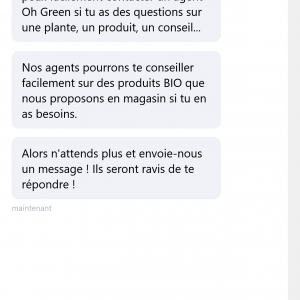 Oh Green si tu as des questions sur
une plante, un produit, un conseil...
Nos agents pourrons te conseiller
facilement sur des produits BIO que
nous proposons en magasin si tu en
as besoins.
Alors n'attends plus et envoie-nous
un message ! Ils seront ravis de te
répondre !
maintenant